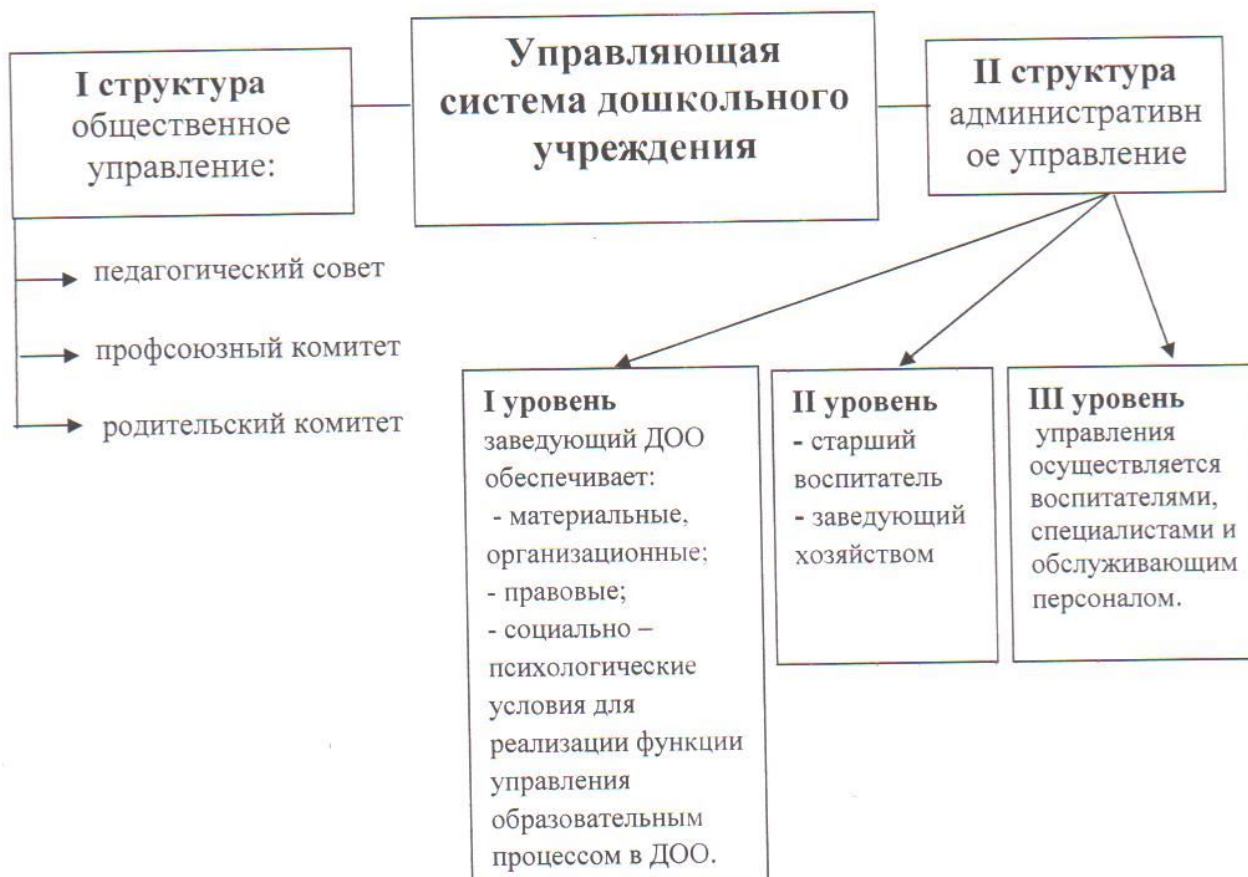 I структура
общественное
управление:
педагогический совет
профсоюзный комитет
родительский комитет
Управляющая
система дошкольного
учреждения
II структура
административн
ое управление
I уровень
заведующий ДОО
обеспечивает:
- материальные,
организационные;
- правовые;
- социально –
психологические
условия для
реализации функции
управления
образовательным
процессом в ДОО.
II уровень
- старший
воспитатель
- заведующий
хозяйством
III уровень
управления
осуществляется
воспитателями,
специалистами и
обслуживающим
персоналом.